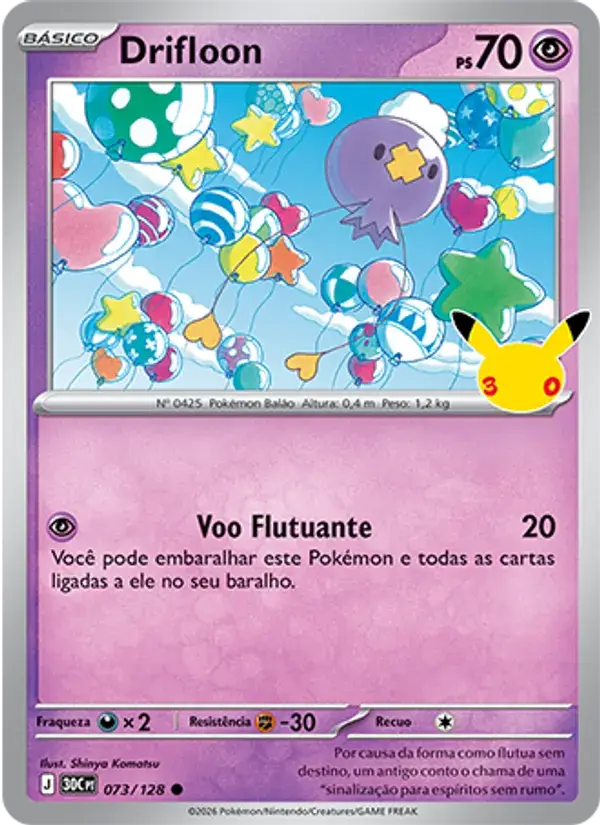 BÁSICO
Drifloon
PS 70
30
Nº 0425 Pokémon Balão Altura: 0,4 m Peso: 1,2 kg
Voo Flutuante 20
Você pode embaralhar este Pokémon e todas as cartas
ligadas a ele no seu baralho.
Fraqueza ×2 Resistência -30 Recuo
Ilust. Shinya Komatsu
Por causa da forma como flutua sem
destino, um antigo conto o chama de uma
“sinalização para espíritos sem rumo”.
J 30C PT 073/128
©2026 Pokémon/Nintendo/Creatures/GAME FREAK